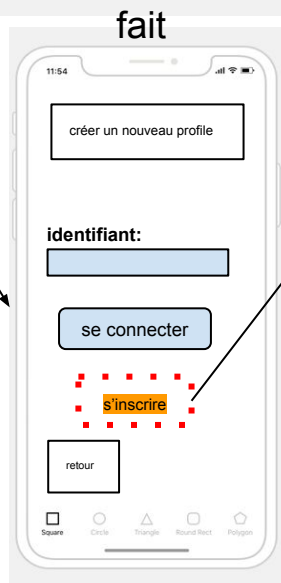 fait
11:54
créer un nouveau profile
identifiant:
se connecter
s'inscrire
retour
Square Circle Triangle Round Rect Polygon